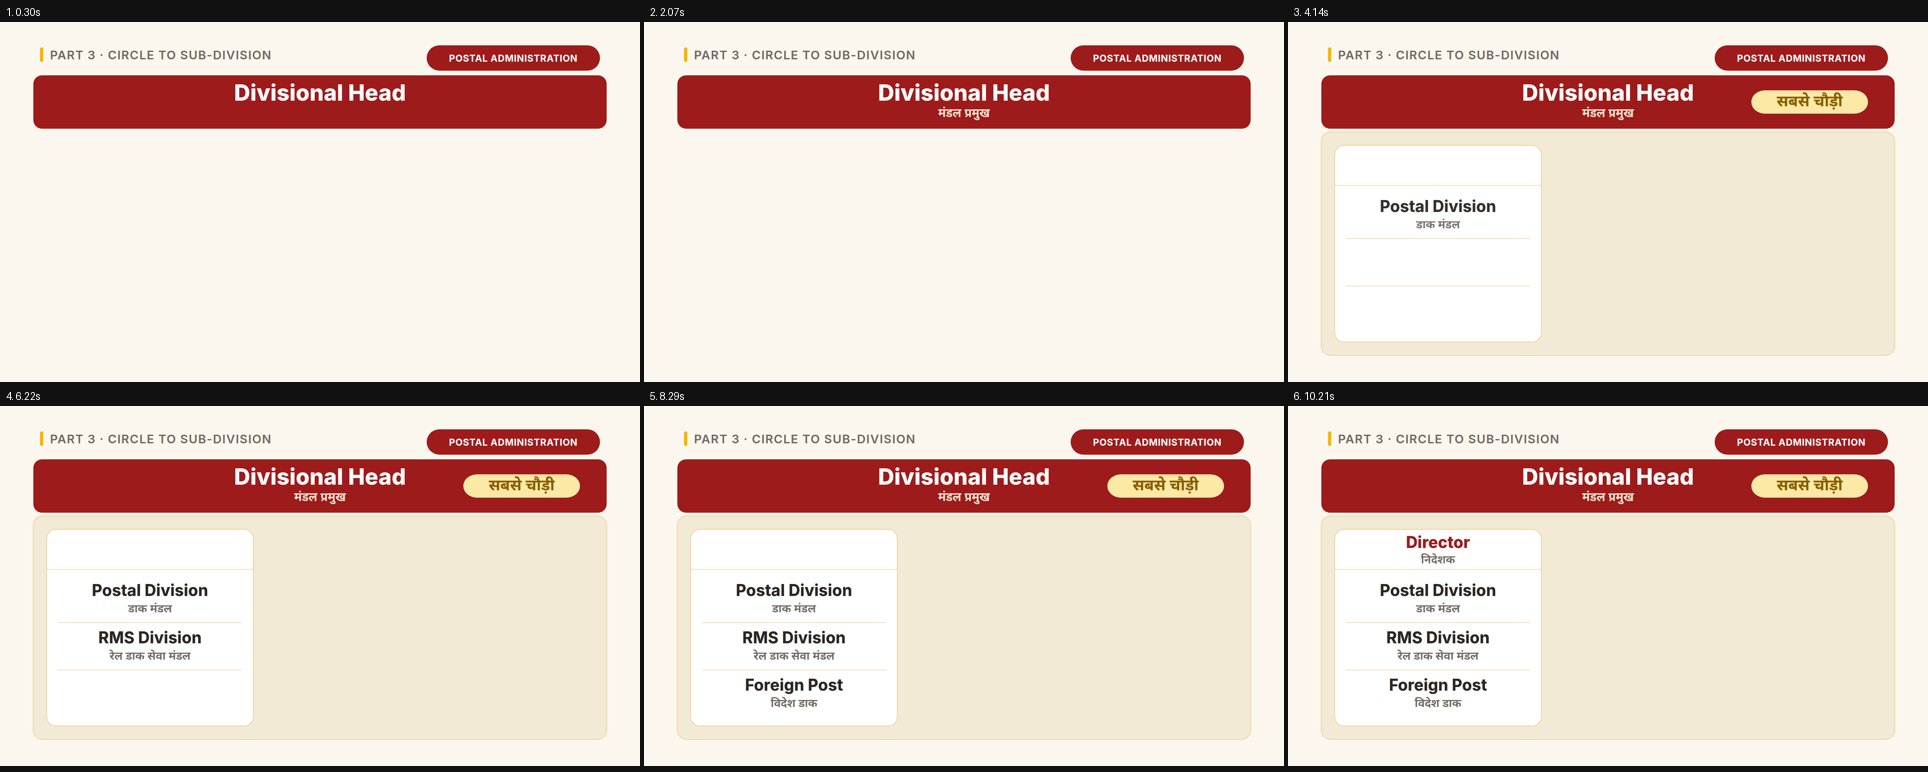 1. 0.30s
PART 3 · CIRCLE TO SUB-DIVISION
POSTAL ADMINISTRATION
Divisional Head
2. 2.07s
PART 3 · CIRCLE TO SUB-DIVISION
POSTAL ADMINISTRATION
Divisional Head
मंडल प्रमुख
3. 4.14s
PART 3 · CIRCLE TO SUB-DIVISION
POSTAL ADMINISTRATION
Divisional Head
मंडल प्रमुख
सबसे चौड़ी
Postal Division
डाक मंडल
4. 6.22s
PART 3 · CIRCLE TO SUB-DIVISION
POSTAL ADMINISTRATION
Divisional Head
मंडल प्रमुख
सबसे चौड़ी
Postal Division
डाक मंडल
RMS Division
रेल डाक सेवा मंडल
5. 8.29s
PART 3 · CIRCLE TO SUB-DIVISION
POSTAL ADMINISTRATION
Divisional Head
मंडल प्रमुख
सबसे चौड़ी
Postal Division
डाक मंडल
RMS Division
रेल डाक सेवा मंडल
Foreign Post
विदेश डाक
6. 10.21s
PART 3 · CIRCLE TO SUB-DIVISION
POSTAL ADMINISTRATION
Divisional Head
मंडल प्रमुख
सबसे चौड़ी
Director
निदेशक
Postal Division
डाक मंडल
RMS Division
रेल डाक सेवा मंडल
Foreign Post
विदेश डाक